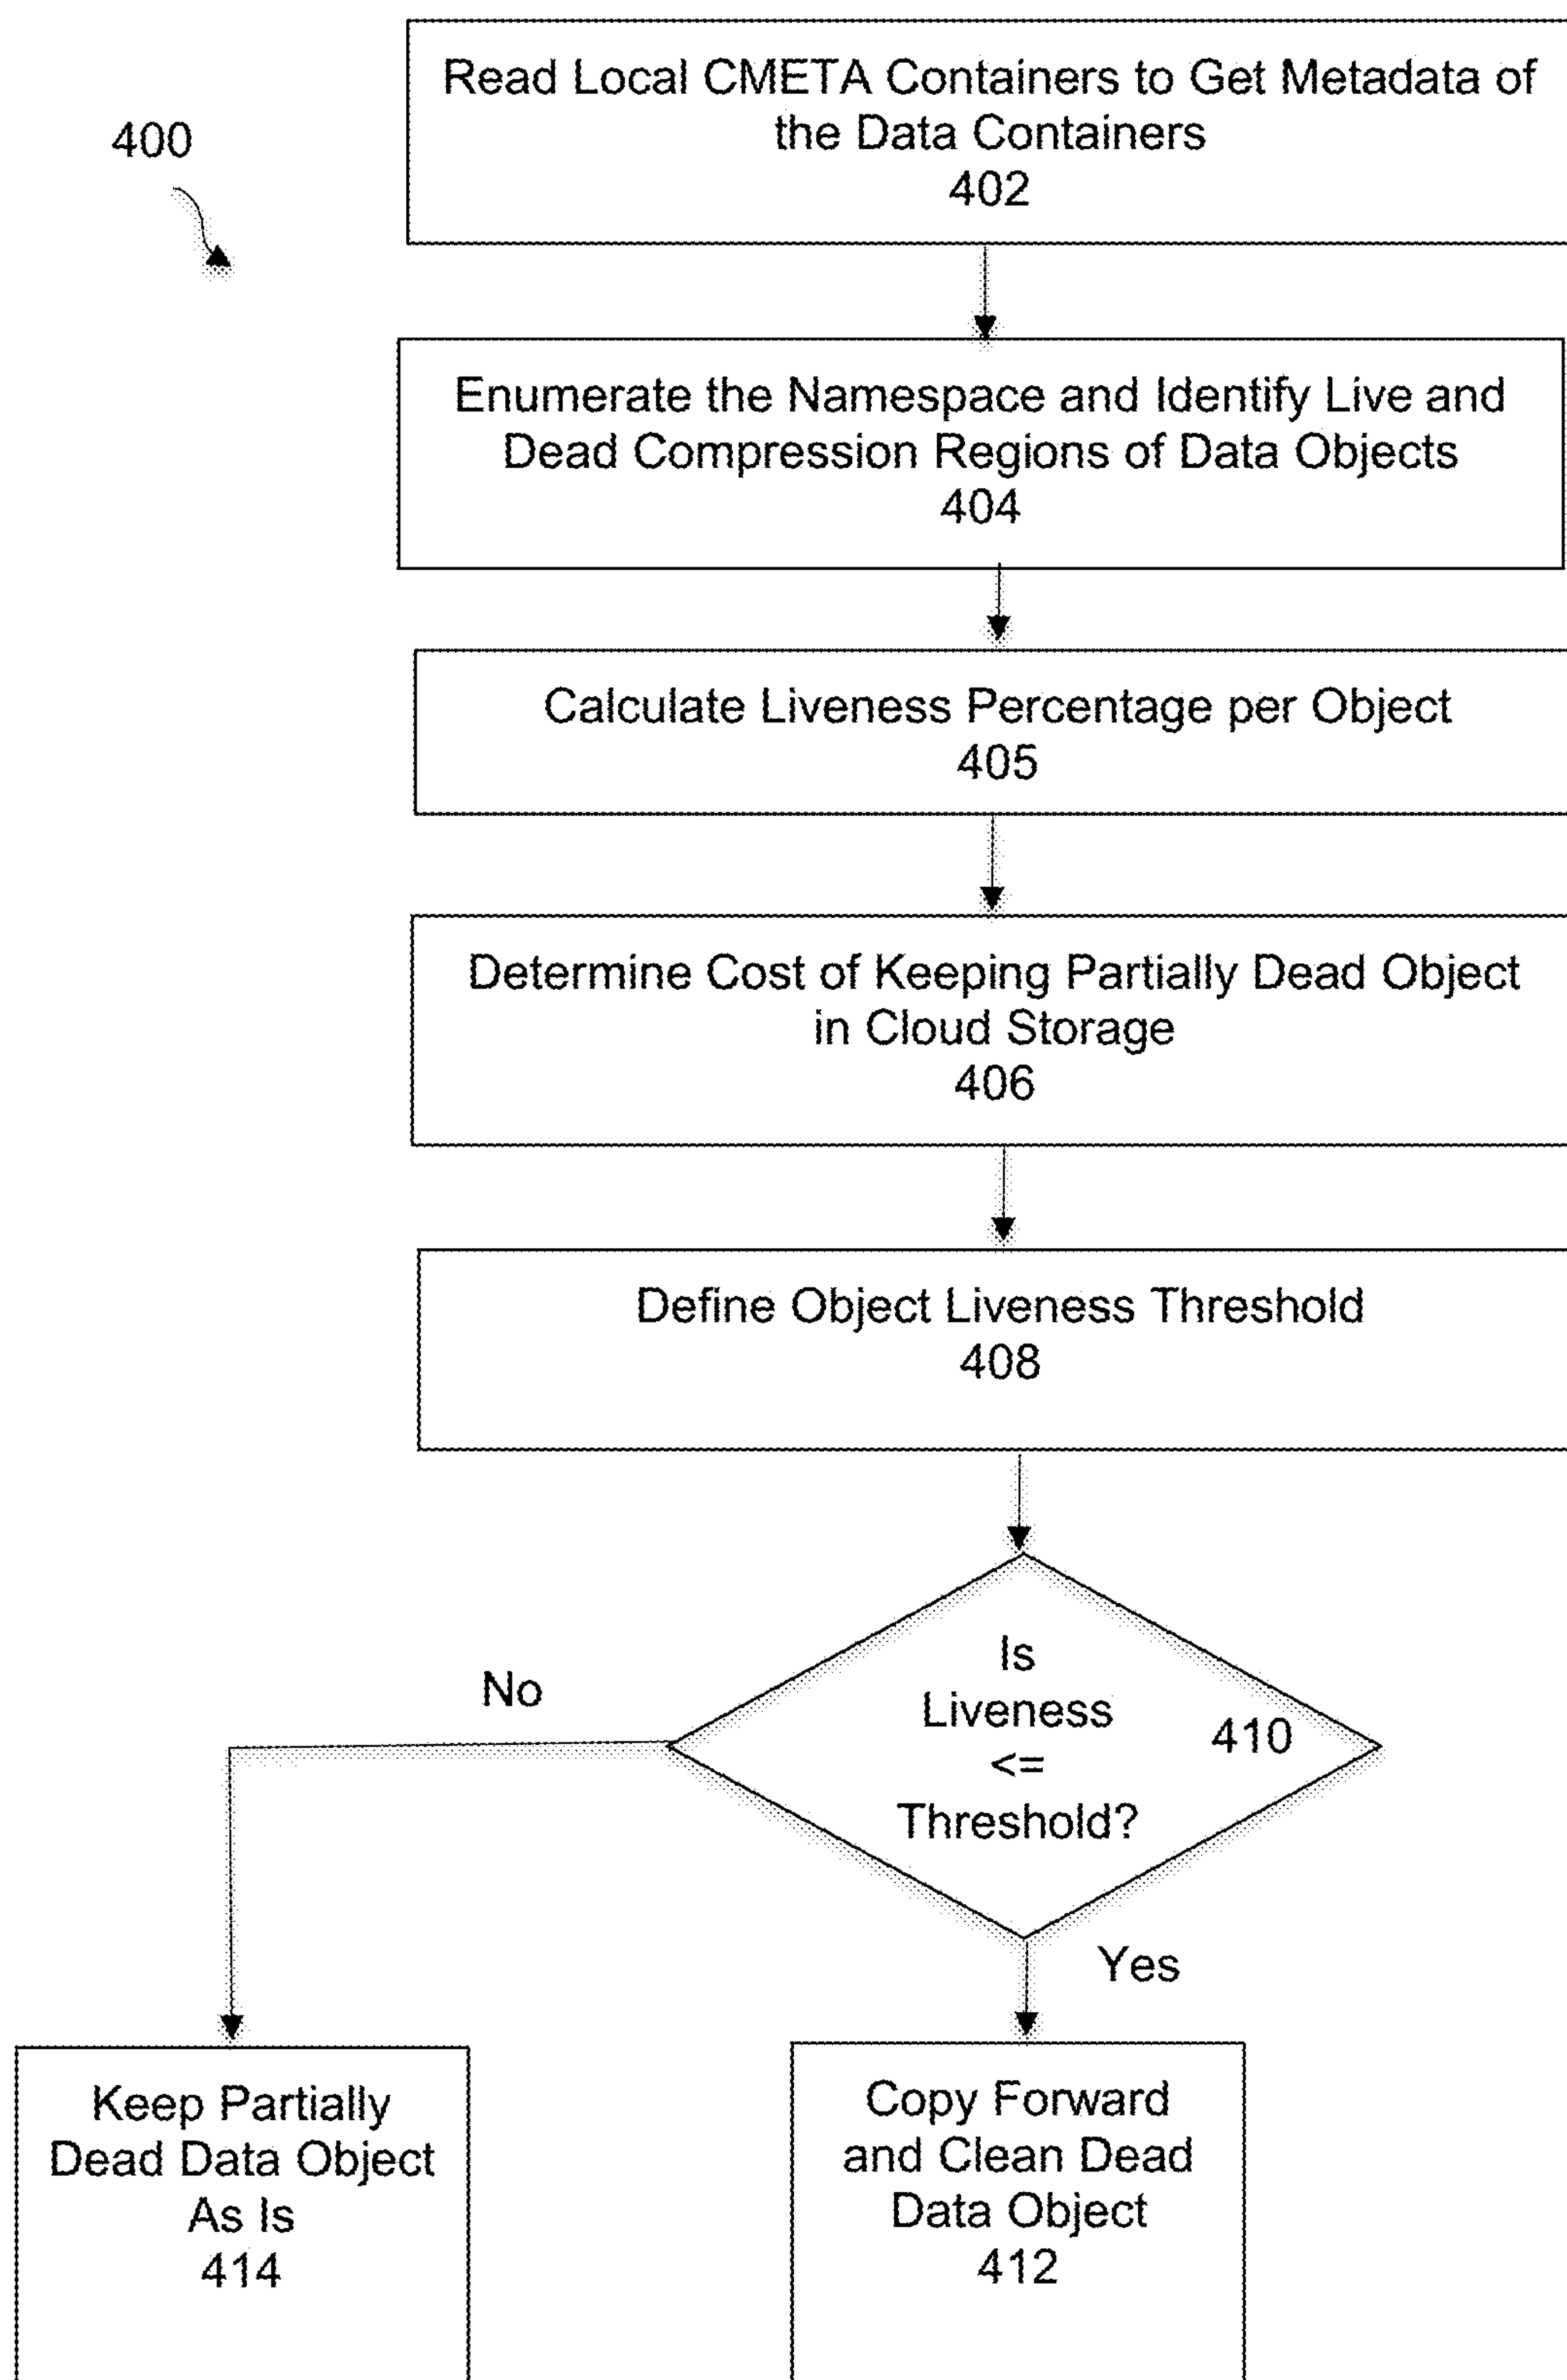 400
Read Local CMETA Containers to Get Metadata of
the Data Containers
402
Enumerate the Namespace and Identify Live and
Dead Compression Regions of Data Objects
404
Calculate Liveness Percentage per Object
405
Determine Cost of Keeping Partially Dead Object
in Cloud Storage
406
Define Object Liveness Threshold
408
Is
Liveness
<=
Threshold?
410
No
Yes
Keep Partially
Dead Data Object
As Is
414
Copy Forward
and Clean Dead
Data Object
412